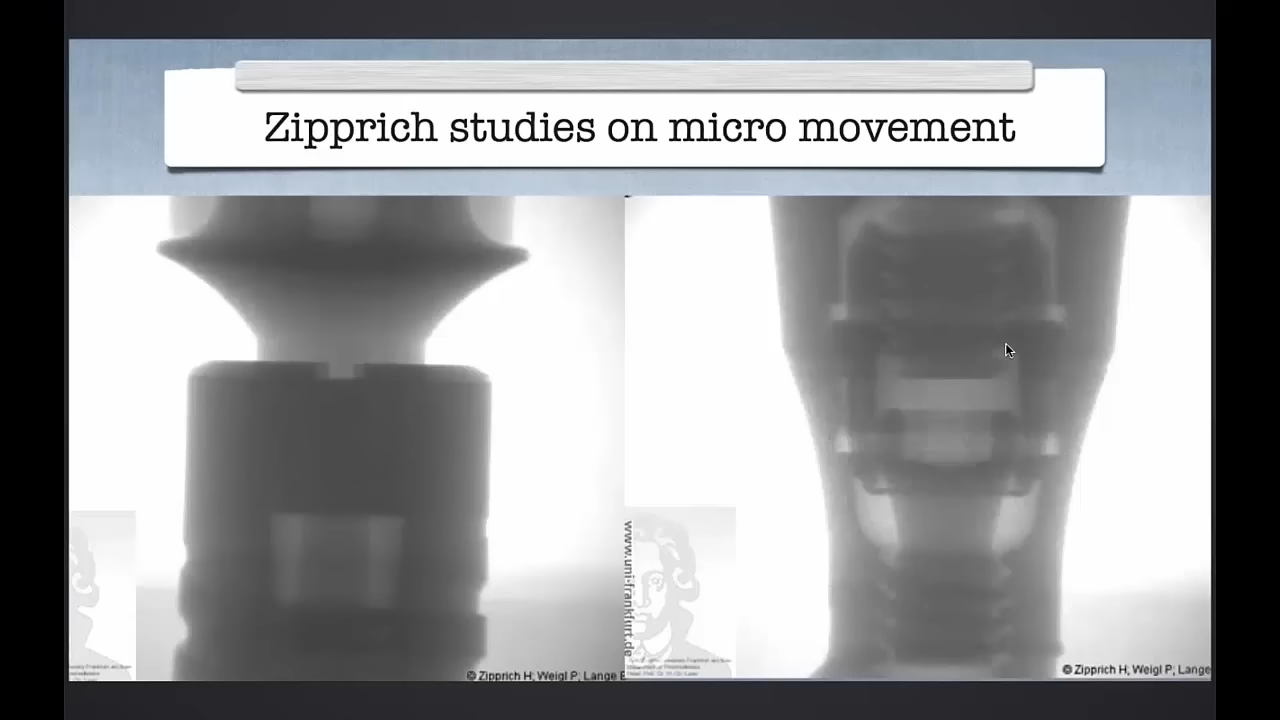 Zipprich studies on micro movement
www.uni-frankfurt.de
© Zipprich H; Weigl P; Lange
© Zipprich H; Weigl P; Lange